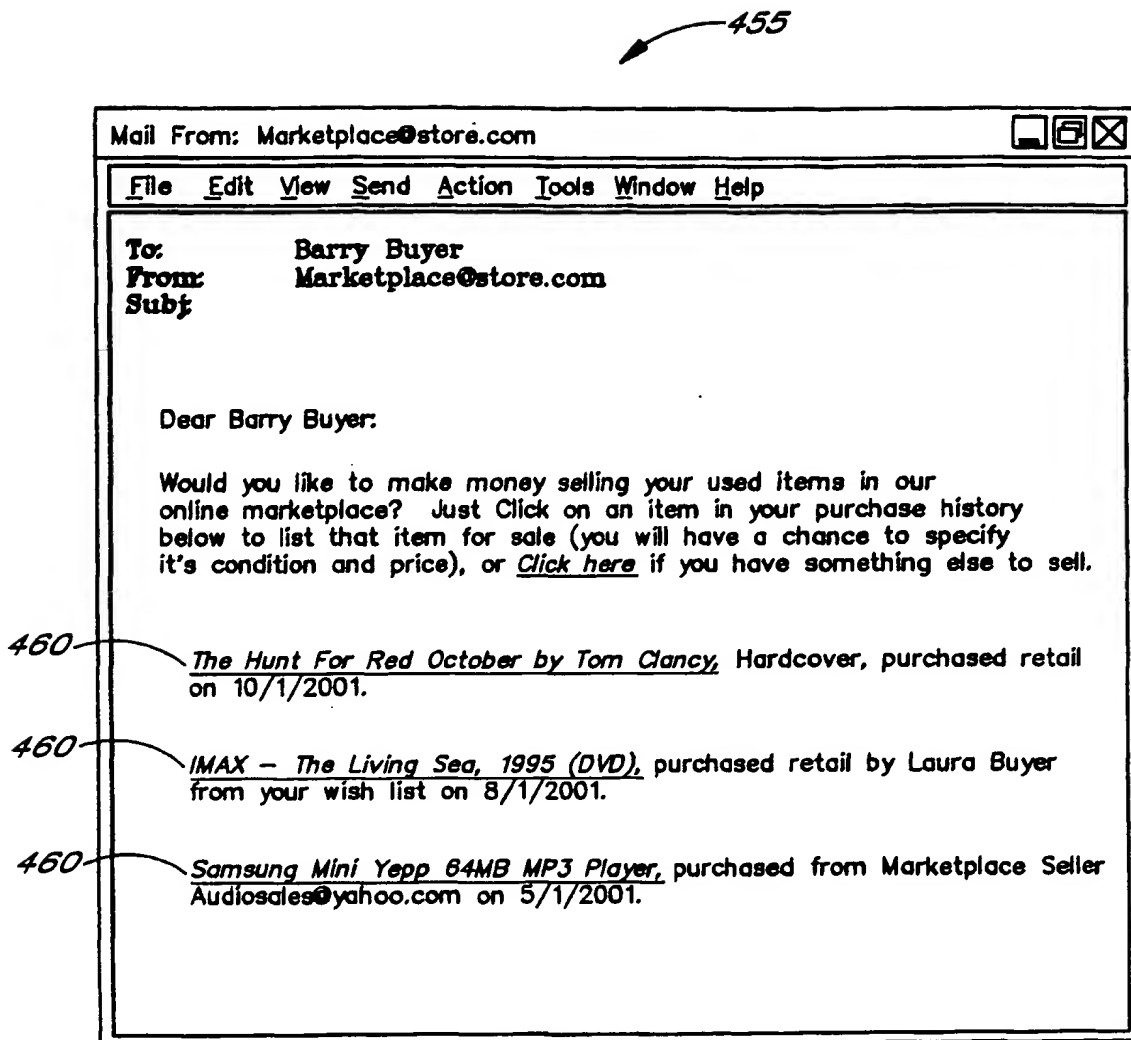 455
Mail From: Marketplace@store.com
File Edit View Send Action Tools Window Help
To: Barry Buyer
From: Marketplace@store.com
Subj:
Dear Barry Buyer:
Would you like to make money selling your used items in our
online marketplace? Just Click on an item in your purchase history
below to list that item for sale (you will have a chance to specify
it's condition and price), or Click here if you have something else to sell.
460
The Hunt For Red October by Tom Clancy, Hardcover, purchased retail
on 10/1/2001.
460
IMAX – The Living Sea, 1995 (DVD), purchased retail by Laura Buyer
from your wish list on 8/1/2001.
460
Samsung Mini Yepp 64MB MP3 Player, purchased from Marketplace Seller
Audiosales@yahoo.com on 5/1/2001.